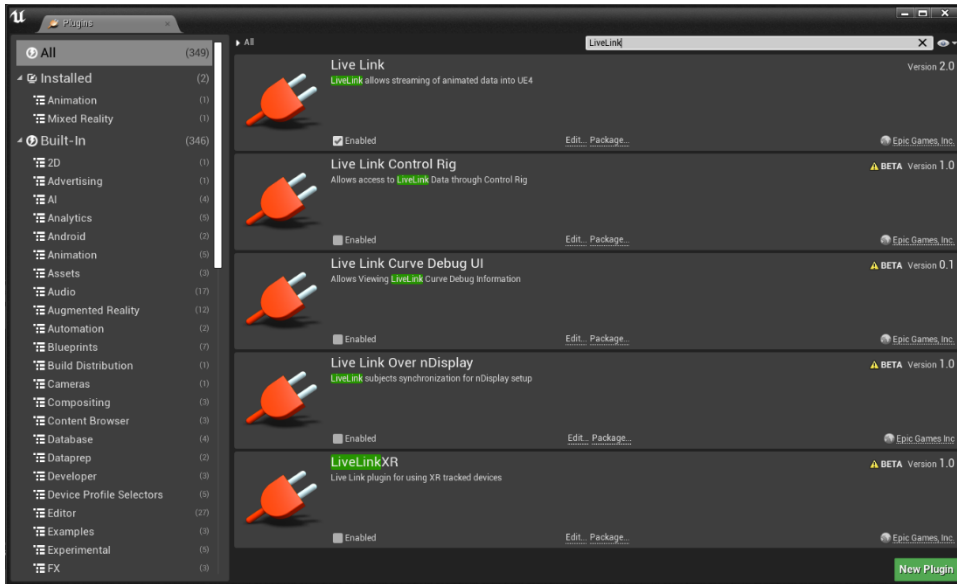 Plugins
All (349)
Installed (2)
Animation (1)
Mixed Reality (1)
Built-In (346)
2D (1)
Advertising (1)
AI (4)
Analytics (5)
Android (2)
Animation (5)
Assets (3)
Audio (17)
Augmented Reality (12)
Automation (2)
Blueprints (7)
Build Distribution (1)
Cameras (1)
Compositing (3)
Content Browser (3)
Database (4)
Dataprep (2)
Developer (3)
Device Profile Selectors (5)
Editor (27)
Examples (3)
Experimental (5)
FX (3)
All
LiveLink
Live Link
Version 2.0
LiveLink allows streaming of animated data into UE4
Enabled
Edit... Package...
Epic Games, Inc.
Live Link Control Rig
BETA Version 1.0
Allows access to LiveLink Data through Control Rig
Enabled
Edit... Package...
Epic Games, Inc.
Live Link Curve Debug UI
BETA Version 0.1
Allows Viewing LiveLink Curve Debug Information
Enabled
Edit... Package...
Epic Games, Inc.
Live Link Over nDisplay
BETA Version 1.0
LiveLink subjects synchronization for nDisplay setup
Enabled
Edit... Package...
Epic Games Inc
LiveLinkXR
BETA Version 1.0
Live Link plugin for using XR tracked devices
Enabled
Edit... Package...
Epic Games, Inc.
New Plugin